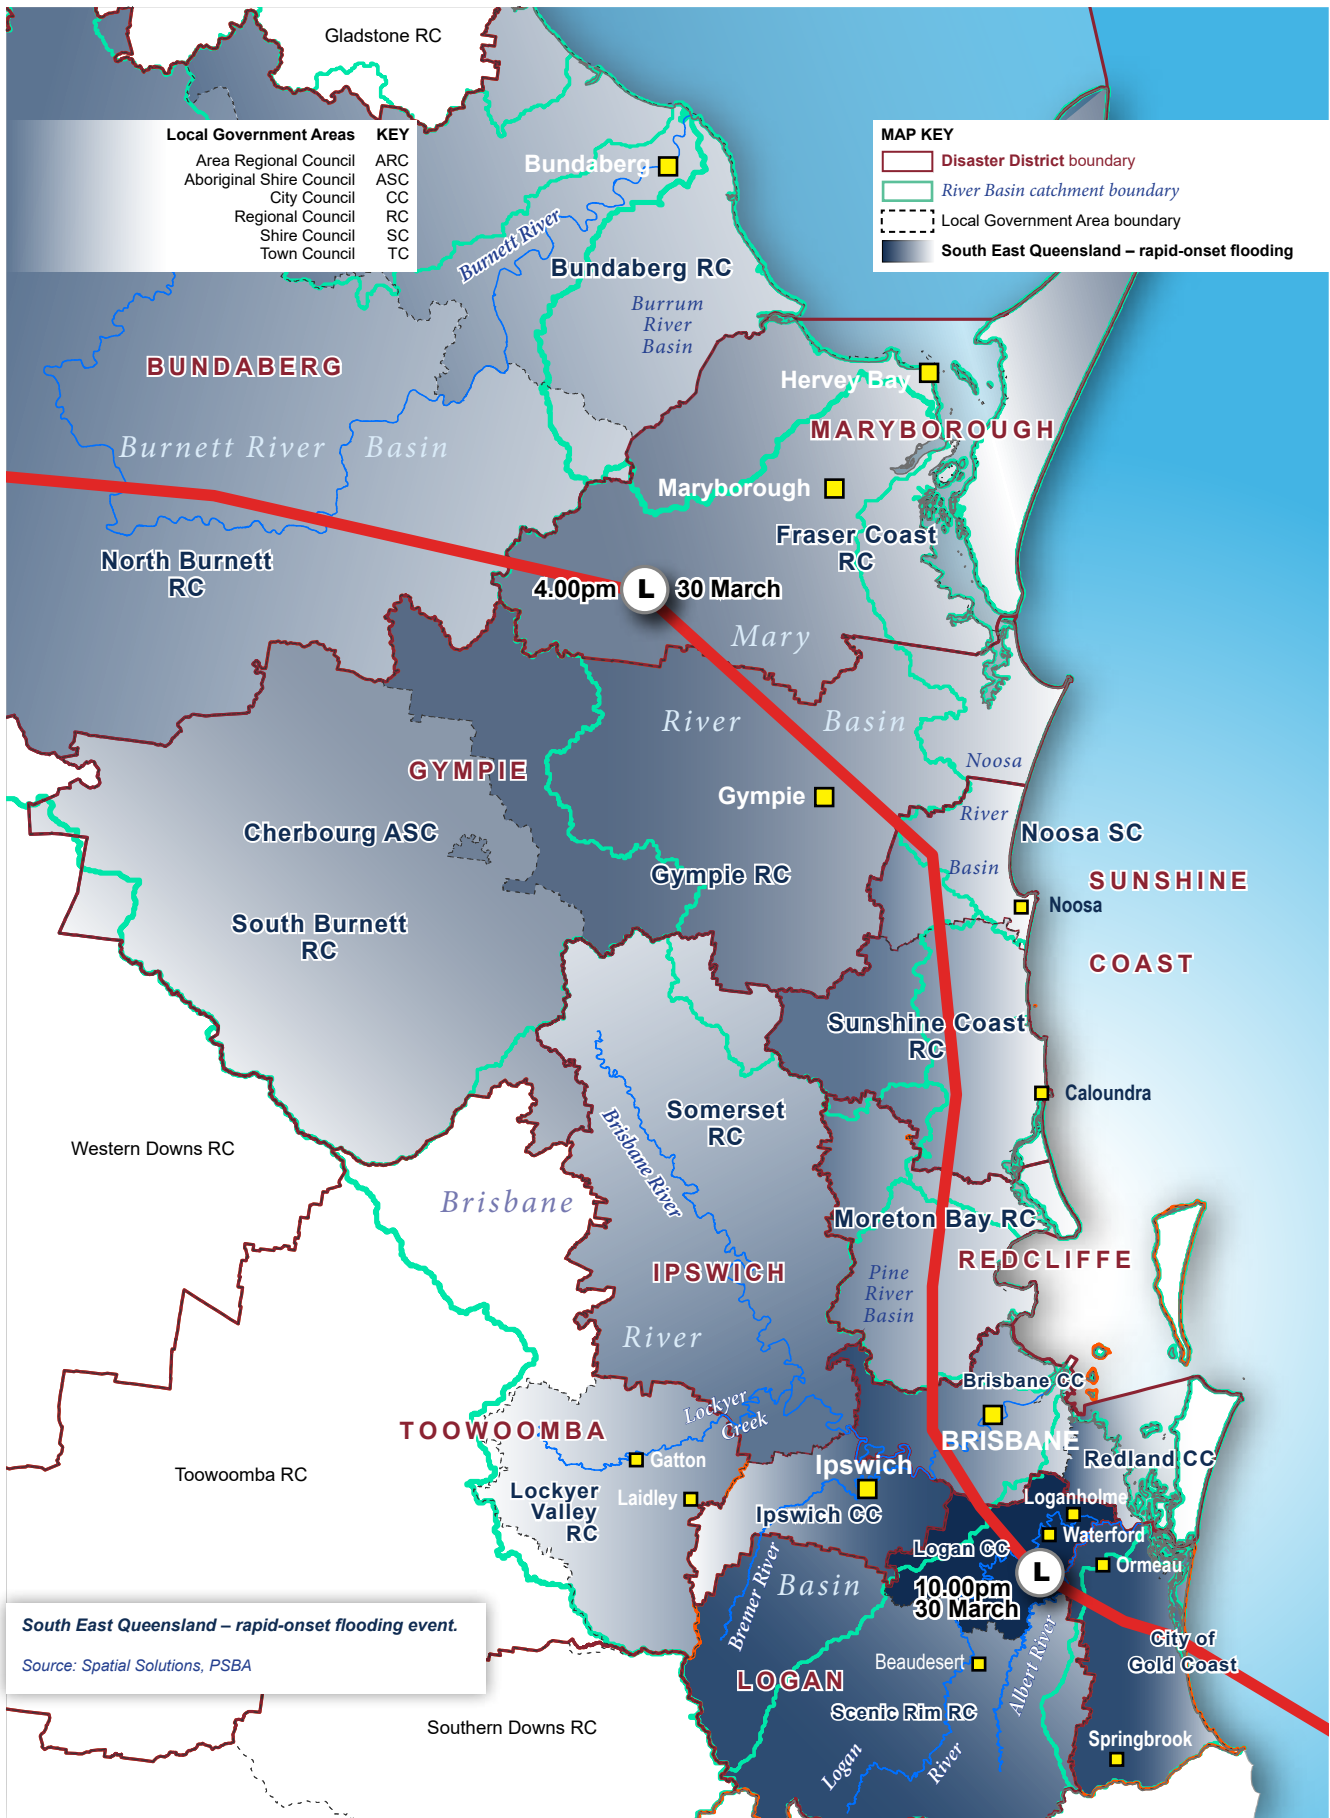 Gladstone RC
Local Government Areas KEY
Area Regional Council ARC
Aboriginal Shire Council ASC
City Council CC
Regional Council RC
Shire Council SC
Town Council TC
MAP KEY
Disaster District boundary
River Basin catchment boundary
Local Government Area boundary
South East Queensland – rapid-onset flooding
Bundaberg
Burnett River
Bundaberg RC
Burrum
River
Basin
BUNDABERG
Hervey Bay
MARYBOROUGH
Burnett River Basin
Maryborough
Fraser Coast
RC
North Burnett
RC
4.00pm L 30 March
Mary
River Basin
Noosa
River
Basin
GYMPIE
Gympie
Cherbourg ASC
Noosa SC
Gympie RC
SUNSHINE
COAST
Noosa
South Burnett
RC
Sunshine Coast
RC
Caloundra
Somerset
RC
Brisbane River
Western Downs RC
Brisbane
River
Moreton Bay RC
REDCLIFFE
IPSWICH
Pine
River
Basin
Brisbane CC
BRISBANE
Lockyer
Creek
TOOWOOMBA
Gatton
Redland CC
Toowoomba RC
Ipswich
Lockyer
Valley
RC
Laidley
Ipswich CC
Loganholme
Waterford
Logan CC
Ormeau
L
10.00pm
30 March
Basin
Bremer River
South East Queensland – rapid-onset flooding event.
Source: Spatial Solutions, PSBA
City of
Gold Coast
Beaudesert
Albert River
LOGAN
Scenic Rim RC
Southern Downs RC
Springbrook
Logan
River